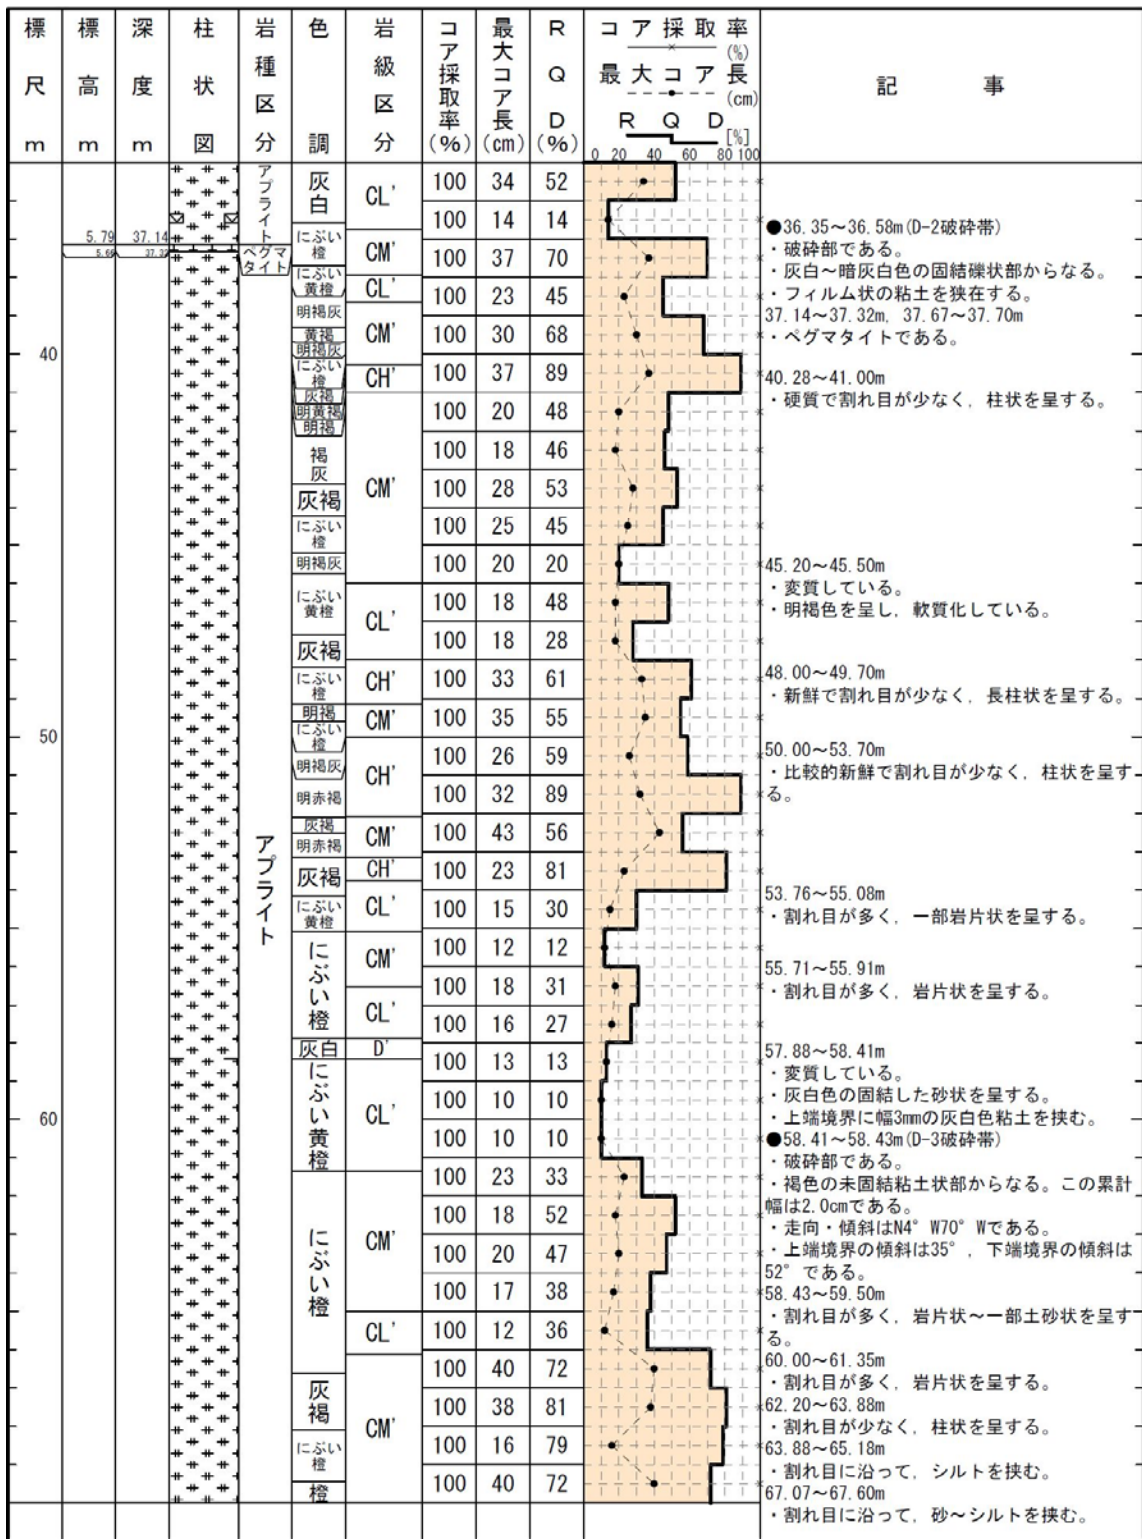 標尺m
標高m
深度m
柱状図
岩種区分
色調
岩級区分
コア採取率(%)
最大コア長(cm)
RQD(%)
コア採取率
(%)
最大コア長
(cm)
RQD
[%]
0 20 40 60 80 100
記事
40
50
60
5.79 37.14
アプライト
ペグマタイト
アプライト
灰白
にぶい橙
にぶい黄橙
明褐灰
黄褐
明褐灰
にぶい橙
灰褐
明黄褐
明褐
褐灰
灰褐
にぶい橙
明褐灰
にぶい黄橙
灰褐
にぶい橙
明褐
にぶい橙
明褐灰
明赤褐
灰褐
明赤褐
灰褐
にぶい黄橙
にぶい橙
灰白
にぶい黄橙
にぶい橙
灰褐
にぶい橙
橙
CL'
CM'
CL'
CM'
CH'
CM'
CL'
CH'
CM'
CH'
CM'
CH'
CL'
CM'
CL'
D'
CL'
CM'
CL'
CM'
100 34 52
100 14 14
100 37 70
100 23 45
100 30 68
100 37 89
100 20 48
100 18 46
100 28 53
100 25 45
100 20 20
100 18 48
100 18 28
100 33 61
100 35 55
100 26 59
100 32 89
100 43 56
100 23 81
100 15 30
100 12 12
100 18 31
100 16 27
100 13 13
100 10 10
100 10 10
100 23 33
100 18 52
100 20 47
100 17 38
100 12 36
100 40 72
100 38 81
100 16 79
100 40 72
●36.35～36.58m(D-2破砕帯)
・破砕部である。
・灰白～暗灰白色の固結礫状部からなる。
・フィルム状の粘土を狭在する。
37.14～37.32m, 37.67～37.70m
・ペグマタイトである。
40.28～41.00m
・硬質で割れ目が少なく, 柱状を呈する。
45.20～45.50m
・変質している。
・明褐色を呈し, 軟質化している。
48.00～49.70m
・新鮮で割れ目が少なく, 長柱状を呈する。
50.00～53.70m
・比較的新鮮で割れ目が少なく, 柱状を呈す
る。
53.76～55.08m
・割れ目が多く, 一部岩片状を呈する。
55.71～55.91m
・割れ目が多く, 岩片状を呈する。
57.88～58.41m
・変質している。
・灰白色の固結した砂状を呈する。
・上端境界に幅3mmの灰白色粘土を挟む。
●58.41～58.43m(D-3破砕帯)
・破砕部である。
・褐色の未固結粘土状部からなる。この累計
幅は2.0cmである。
・走向・傾斜はN4°W70°Wである。
・上端境界の傾斜は35°, 下端境界の傾斜は
52°である。
58.43～59.50m
・割れ目が多く, 岩片状～一部土砂状を呈す
る。
60.00～61.35m
・割れ目が多く, 岩片状を呈する。
62.20～63.88m
・割れ目が少なく, 柱状を呈する。
63.88～65.18m
・割れ目に沿って, シルトを挟む。
67.07～67.60m
・割れ目に沿って, 砂～シルトを挟む。